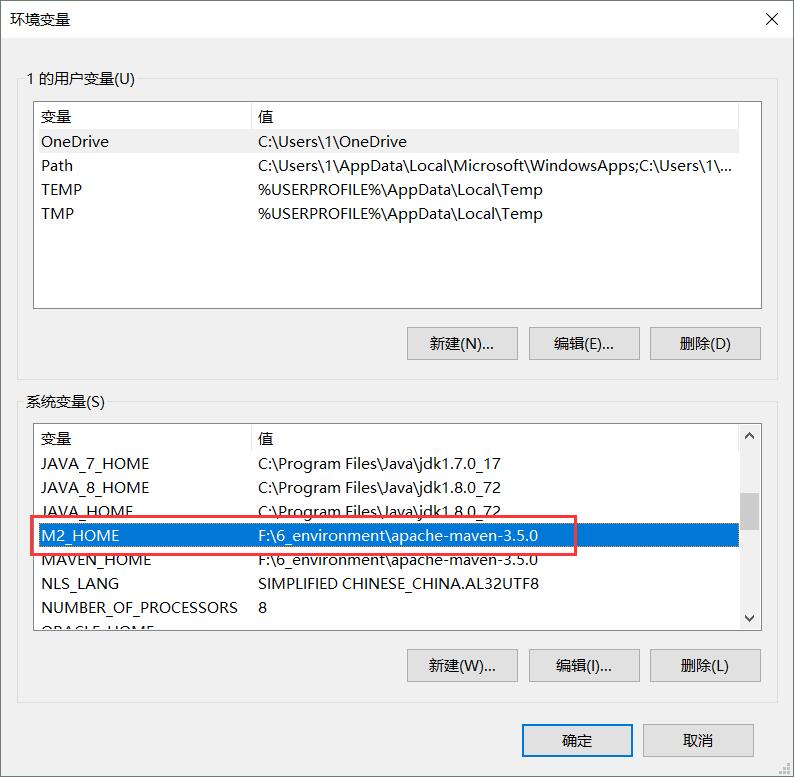 环境变量
1 的用户变量(U)
变量 值
OneDrive C:\Users\1\OneDrive
Path C:\Users\1\AppData\Local\Microsoft\WindowsApps;C:\Users\1\...
TEMP %USERPROFILE%\AppData\Local\Temp
TMP %USERPROFILE%\AppData\Local\Temp
新建(N)... 编辑(E)... 删除(D)
系统变量(S)
变量 值
JAVA_7_HOME C:\Program Files\Java\jdk1.7.0_17
JAVA_8_HOME C:\Program Files\Java\jdk1.8.0_72
JAVA_HOME C:\Program Files\Java\jdk1.8.0_72
M2_HOME F:\6_environment\apache-maven-3.5.0
MAVEN_HOME F:\6_environment\apache-maven-3.5.0
NLS_LANG SIMPLIFIED CHINESE_CHINA.AL32UTF8
NUMBER_OF_PROCESSORS 8
ORACLE_HOME
新建(W)... 编辑(I)... 删除(L)
确定 取消